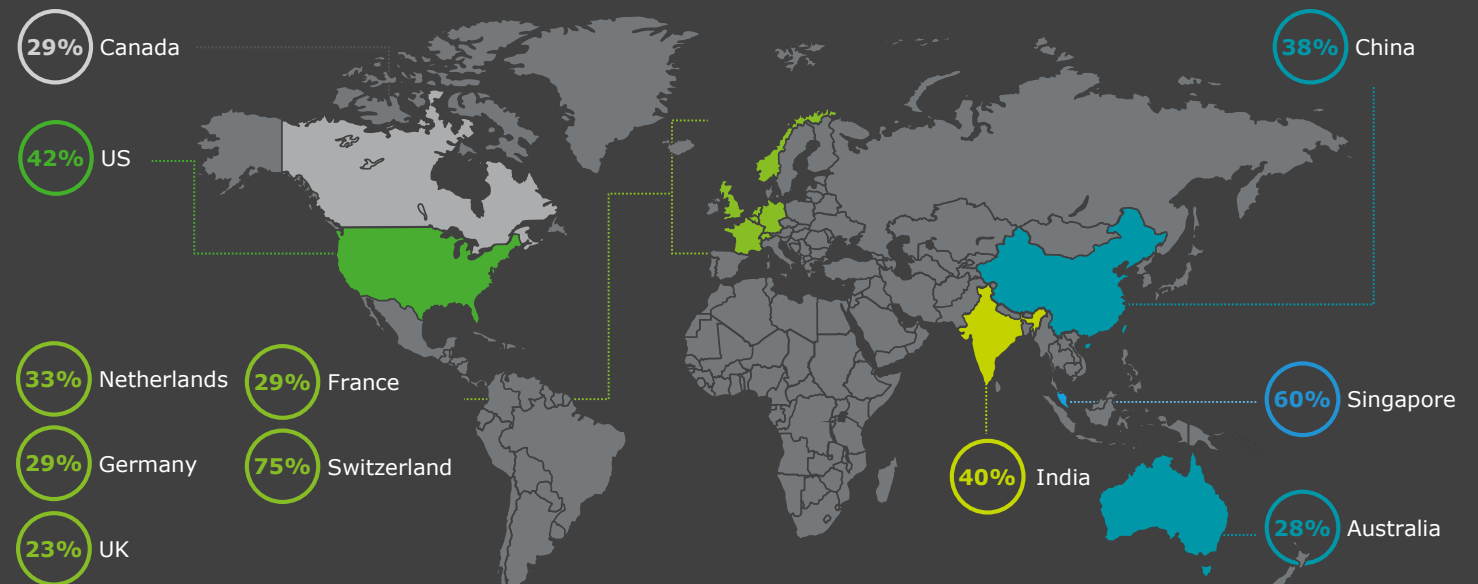 29% Canada
38% China
42% US
33% Netherlands
29% France
60% Singapore
29% Germany
75% Switzerland
40% India
28% Australia
23% UK